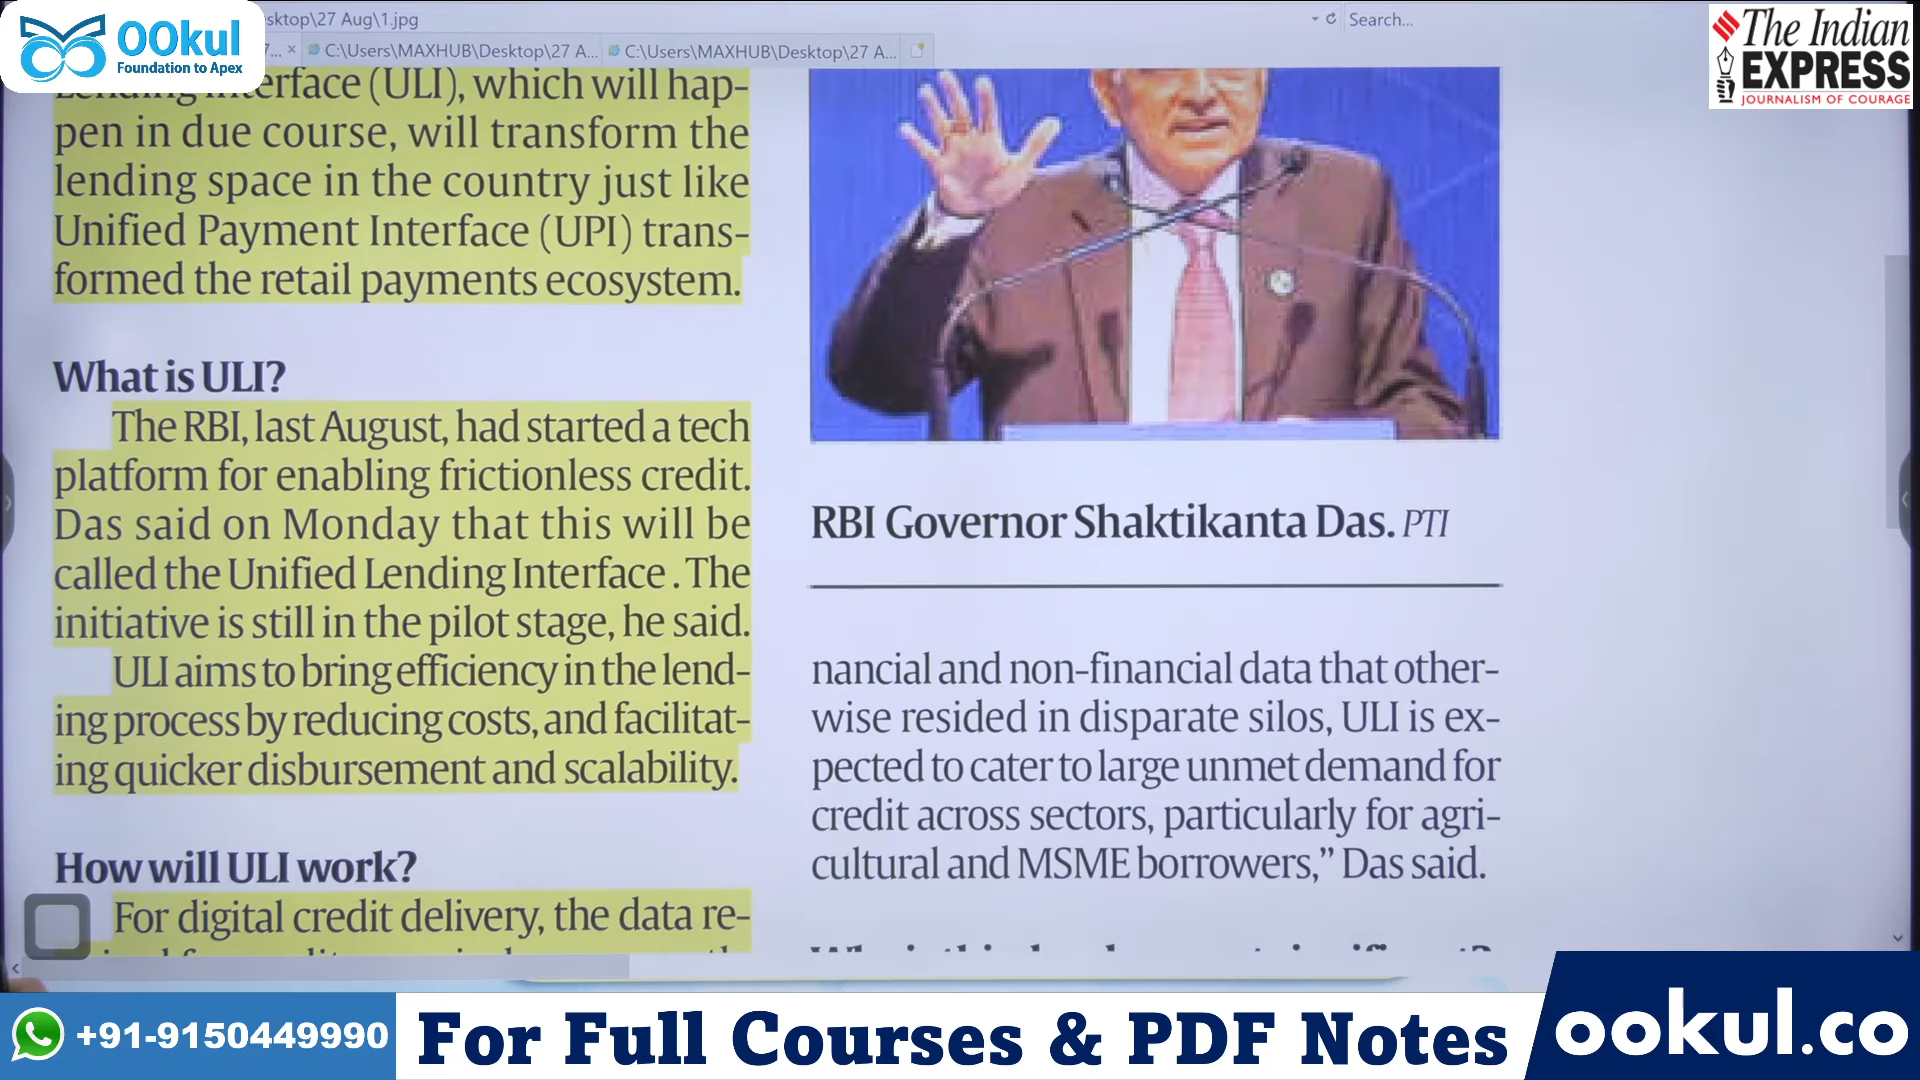 OOkul
Foundation to Apex
sktop\27 Aug\1.jpg
Search...
7... × C:\Users\MAXHUB\Desktop\27 A... C:\Users\MAXHUB\Desktop\27 A...
The Indian
EXPRESS
JOURNALISM OF COURAGE
Lending Interface (ULI), which will hap-
pen in due course, will transform the
lending space in the country just like
Unified Payment Interface (UPI) trans-
formed the retail payments ecosystem.
What is ULI?
The RBI, last August, had started a tech
platform for enabling frictionless credit.
Das said on Monday that this will be
called the Unified Lending Interface . The
initiative is still in the pilot stage, he said.
ULI aims to bring efficiency in the lend-
ing process by reducing costs, and facilitat-
ing quicker disbursement and scalability.
How will ULI work?
For digital credit delivery, the data re-
RBI Governor Shaktikanta Das. PTI
nancial and non-financial data that other-
wise resided in disparate silos, ULI is ex-
pected to cater to large unmet demand for
credit across sectors, particularly for agri-
cultural and MSME borrowers,” Das said.
+91-9150449990
For Full Courses & PDF Notes
ookul.co